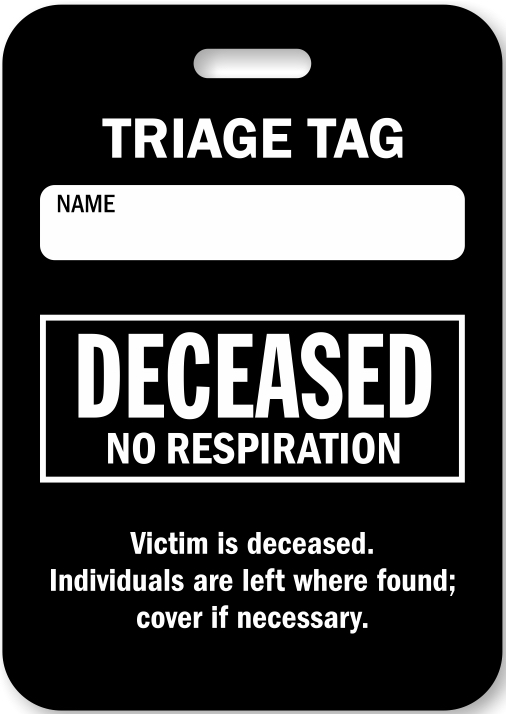 TRIAGE TAG
NAME
DECEASED
NO RESPIRATION
Victim is deceased.
Individuals are left where found;
cover if necessary.